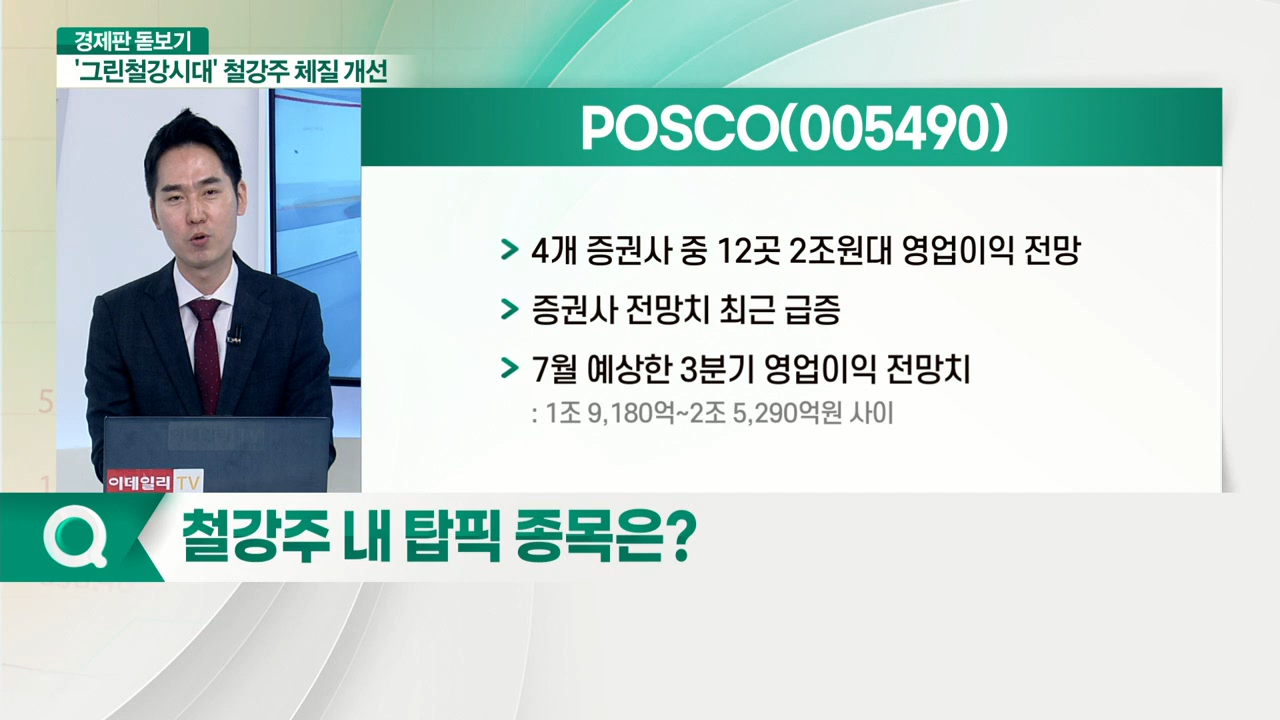 경제판 돋보기
'그린철강시대' 철강주 체질 개선
POSCO(005490)
> 4개 증권사 중 12곳 2조원대 영업이익 전망
> 증권사 전망치 최근 급증
> 7월 예상한 3분기 영업이익 전망치
: 1조 9,180억~2조 5,290억원 사이
이데일리 TV
Q 철강주 내 탑픽 종목은?